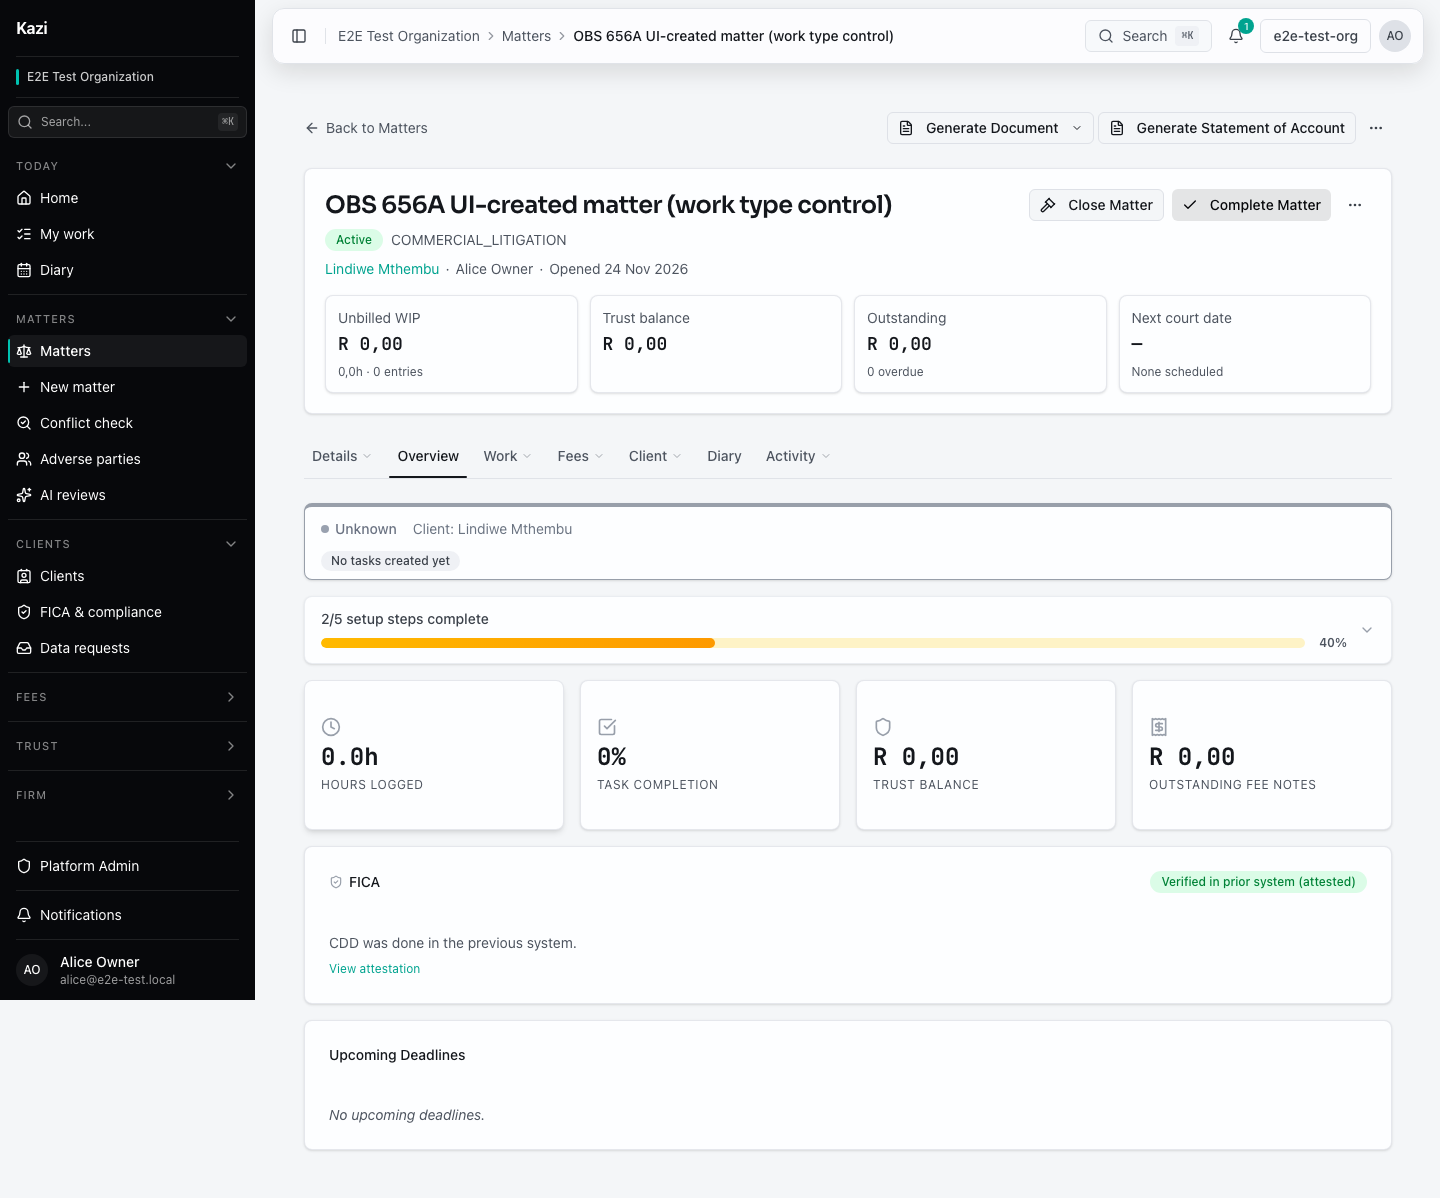 Kazi
E2E Test Organization
Search... ⌘K
TODAY
Home
My work
Diary
MATTERS
Matters
New matter
Conflict check
Adverse parties
AI reviews
CLIENTS
Clients
FICA & compliance
Data requests
FEES
TRUST
FIRM
Platform Admin
Notifications
AO Alice Owner
alice@e2e-test.local
E2E Test Organization > Matters > OBS 656A UI-created matter (work type control)
Search ⌘K
1
e2e-test-org
AO
Back to Matters
Generate Document
Generate Statement of Account
OBS 656A UI-created matter (work type control)
Close Matter
Complete Matter
Active COMMERCIAL_LITIGATION
Lindiwe Mthembu · Alice Owner · Opened 24 Nov 2026
Unbilled WIP
R 0,00
0,0h · 0 entries
Trust balance
R 0,00
Outstanding
R 0,00
0 overdue
Next court date
—
None scheduled
Details Overview Work Fees Client Diary Activity
Unknown Client: Lindiwe Mthembu
No tasks created yet
2/5 setup steps complete
40%
0.0h
HOURS LOGGED
0%
TASK COMPLETION
R 0,00
TRUST BALANCE
R 0,00
OUTSTANDING FEE NOTES
FICA
Verified in prior system (attested)
CDD was done in the previous system.
View attestation
Upcoming Deadlines
No upcoming deadlines.